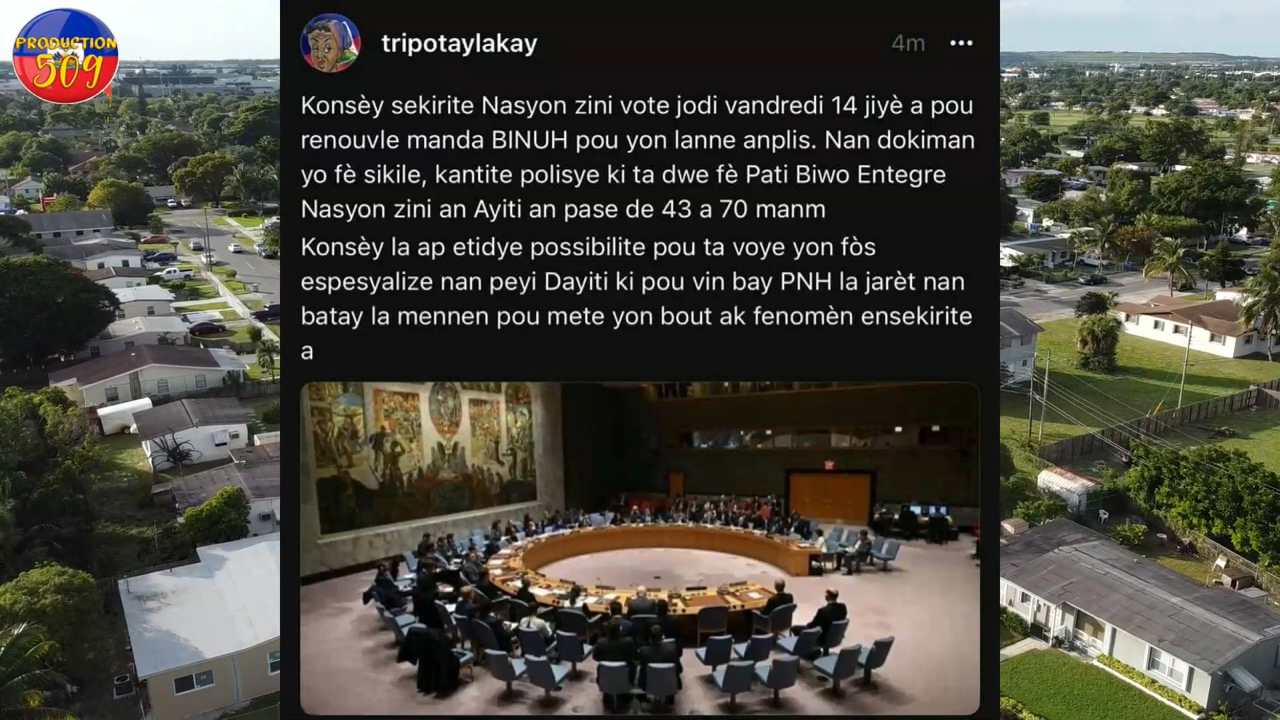 PRODUCTION
509
tripotaylakay
4m
Konsèy sekirite Nasyon zini vote jodi vandredi 14 jiyè a pou
renouvle manda BINUH pou yon lanne anplis. Nan dokiman
yo fè sikile, kantite polisye ki ta dwe fè Pati Biwo Entegre
Nasyon zini an Ayiti an pase de 43 a 70 manm
Konsèy la ap etidye possibilite pou ta voye yon fòs
espesyalize nan peyi Dayiti ki pou vin bay PNH la jarèt nan
batay la mennen pou mete yon bout ak fenomèn ensekirite
a